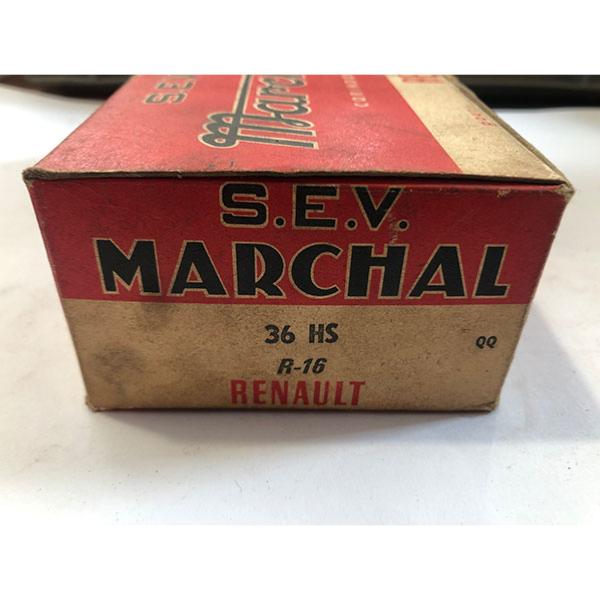 S.E.V.
MARCHAL
36 HS
QQ
R-16
RENAULT